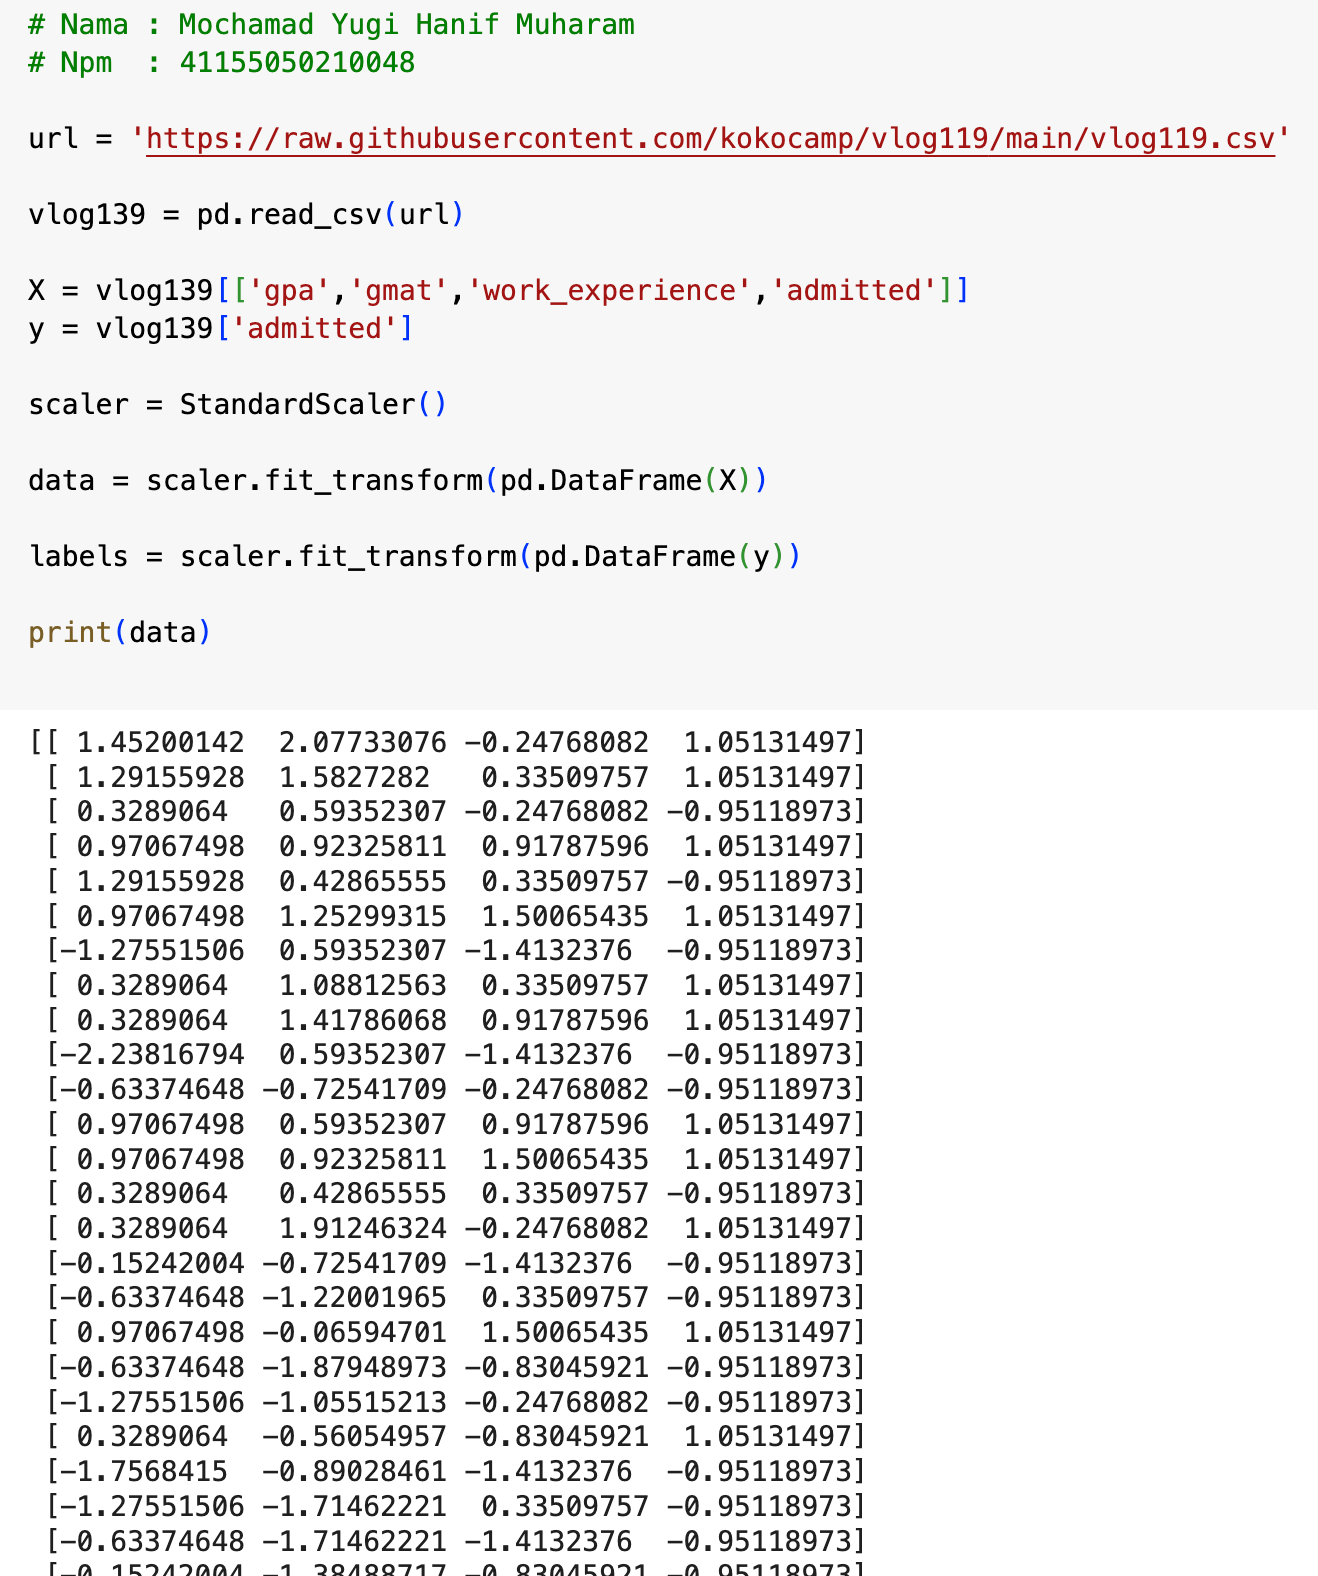 # Nama : Mochamad Yugi Hanif Muharam
# Npm  : 41155050210048
url = 'https://raw.githubusercontent.com/kokocamp/vlog119/main/vlog119.csv'
vlog139 = pd.read_csv(url)
X = vlog139[['gpa','gmat','work_experience','admitted']]
y = vlog139['admitted']
scaler = StandardScaler()
data = scaler.fit_transform(pd.DataFrame(X))
labels = scaler.fit_transform(pd.DataFrame(y))
print(data)
[[ 1.45200142  2.07733076 -0.24768082  1.05131497]
 [ 1.29155928  1.5827282   0.33509757  1.05131497]
 [ 0.3289064   0.59352307 -0.24768082 -0.95118973]
 [ 0.97067498  0.92325811  0.91787596  1.05131497]
 [ 1.29155928  0.42865555  0.33509757 -0.95118973]
 [ 0.97067498  1.25299315  1.50065435  1.05131497]
 [-1.27551506  0.59352307 -1.4132376  -0.95118973]
 [ 0.3289064   1.08812563  0.33509757  1.05131497]
 [ 0.3289064   1.41786068  0.91787596  1.05131497]
 [-2.23816794  0.59352307 -1.4132376  -0.95118973]
 [-0.63374648 -0.72541709 -0.24768082 -0.95118973]
 [ 0.97067498  0.59352307  0.91787596  1.05131497]
 [ 0.97067498  0.92325811  1.50065435  1.05131497]
 [ 0.3289064   0.42865555  0.33509757 -0.95118973]
 [ 0.3289064   1.91246324 -0.24768082  1.05131497]
 [-0.15242004 -0.72541709 -1.4132376  -0.95118973]
 [-0.63374648 -1.22001965  0.33509757 -0.95118973]
 [ 0.97067498 -0.06594701  1.50065435  1.05131497]
 [-0.63374648 -1.87948973 -0.83045921 -0.95118973]
 [-1.27551506 -1.05515213 -0.24768082 -0.95118973]
 [ 0.3289064  -0.56054957 -0.83045921  1.05131497]
 [-1.7568415  -0.89028461 -1.4132376  -0.95118973]
 [-1.27551506 -1.71462221  0.33509757 -0.95118973]
 [-0.63374648 -1.71462221 -1.4132376  -0.95118973]
 [-0.15242004 -1.38488717 -0.83045921 -0.95118973]